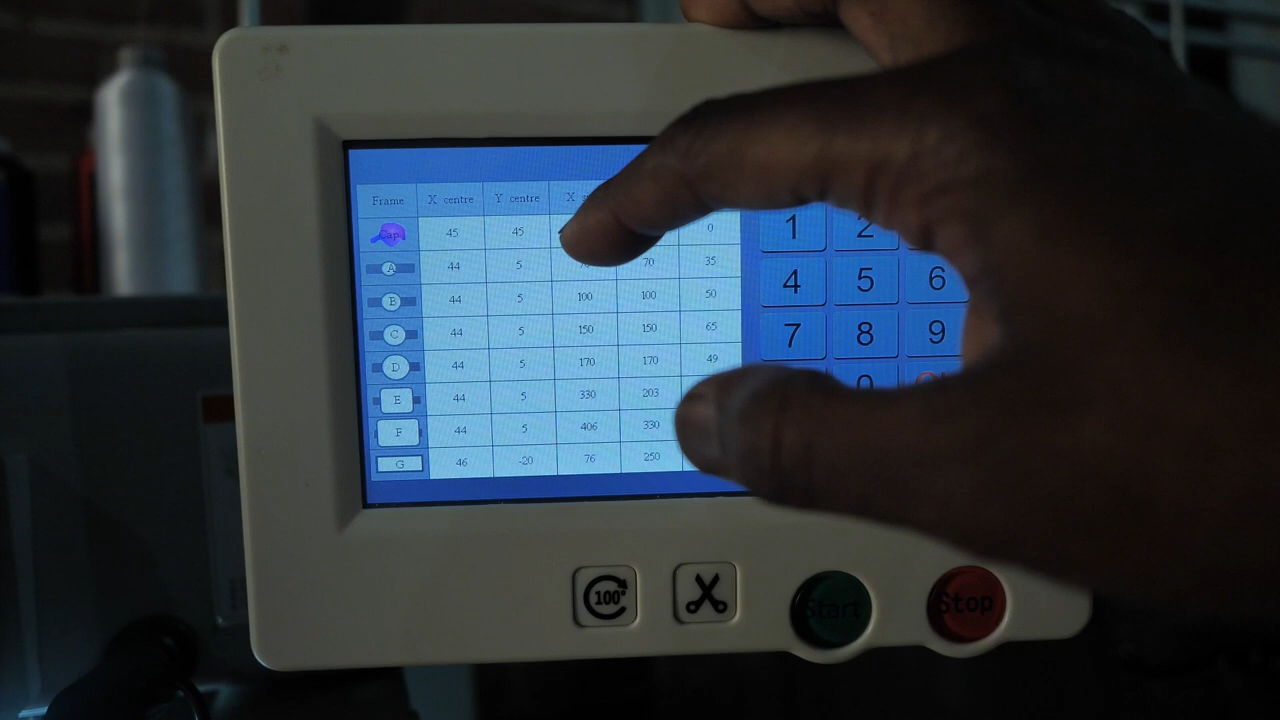 Frame X centre Y centre X
Cap 45 45 0
A 44 5 70 35
B 44 5 100 100 50
C 44 5 150 150 65
D 44 5 170 170 49
E 44 5 330 203
F 44 5 406 330
G 46 -20 76 250
1 2
4 5 6
7 8 9
0
100°
Start
Stop